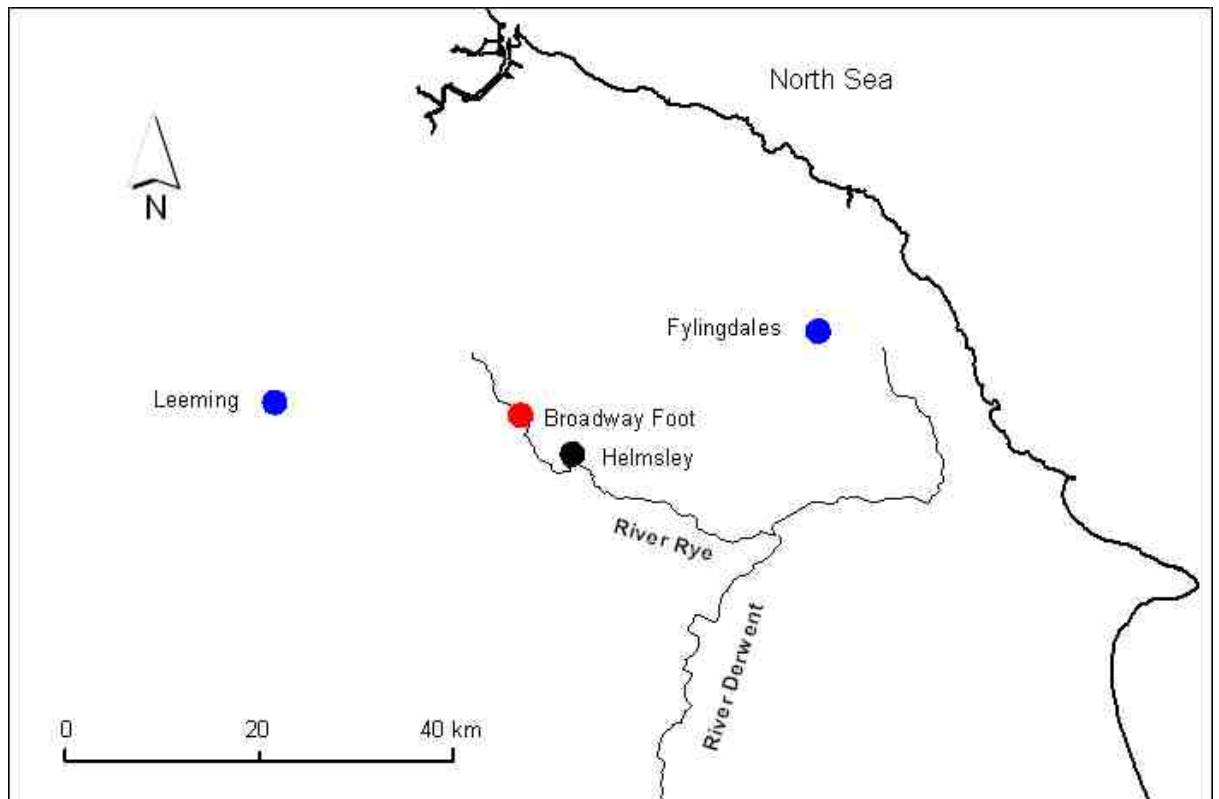 North Sea
N
Fylingdales
Leeming
Broadway Foot
Helmsley
River Rye
River Derwent
0 20 40 km